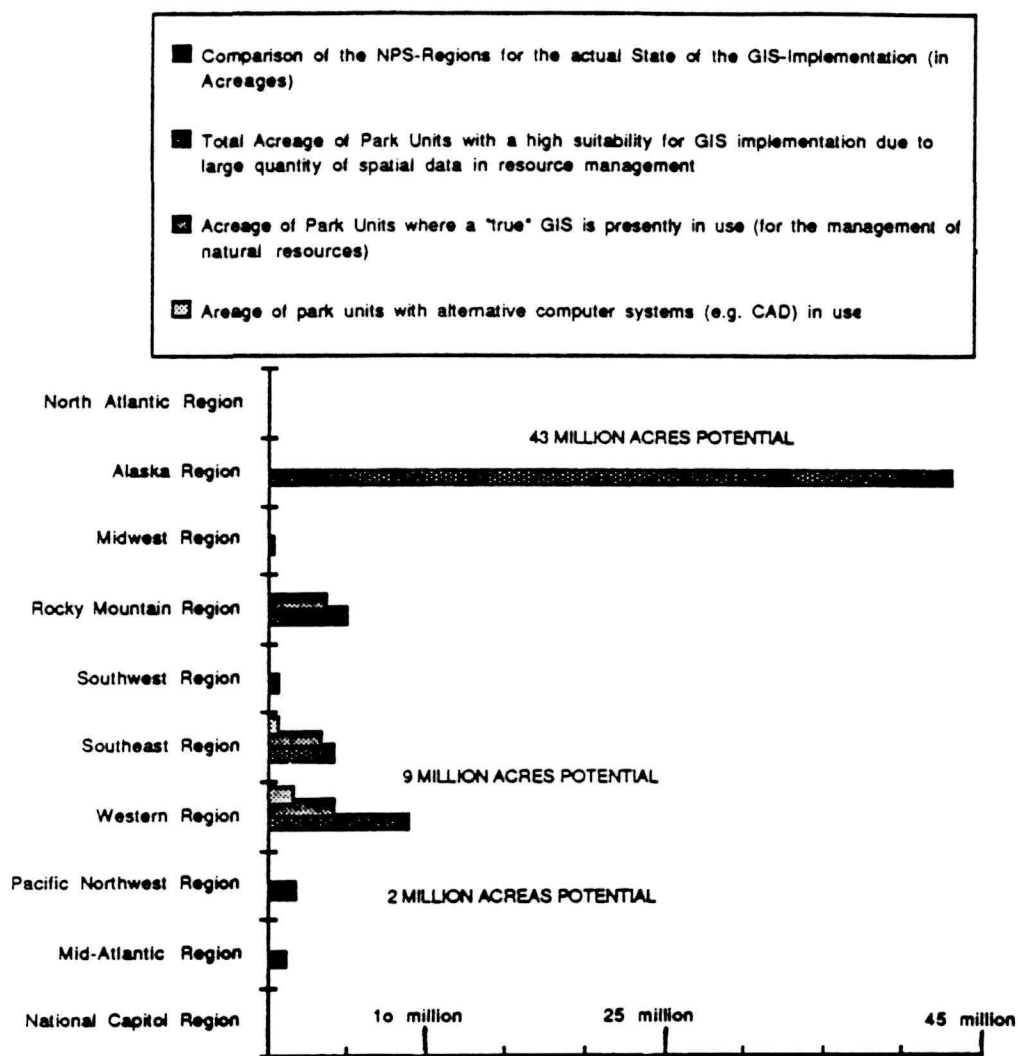 Comparison of the NPS-Regions for the actual State of the GIS-Implementation (in
Acreages)
Total Acreage of Park Units with a high suitability for GIS implementation due to
large quantity of spatial data in resource management
Acreage of Park Units where a "true" GIS is presently in use (for the management of
natural resources)
Areage of park units with alternative computer systems (e.g. CAD) in use
North Atlantic Region
43 MILLION ACRES POTENTIAL
Alaska Region
Midwest Region
Rocky Mountain Region
Southwest Region
Southeast Region
9 MILLION ACRES POTENTIAL
Western Region
Pacific Northwest Region
2 MILLION ACREAS POTENTIAL
Mid-Atlantic Region
National Capitol Region
1o million
25 million
45 million